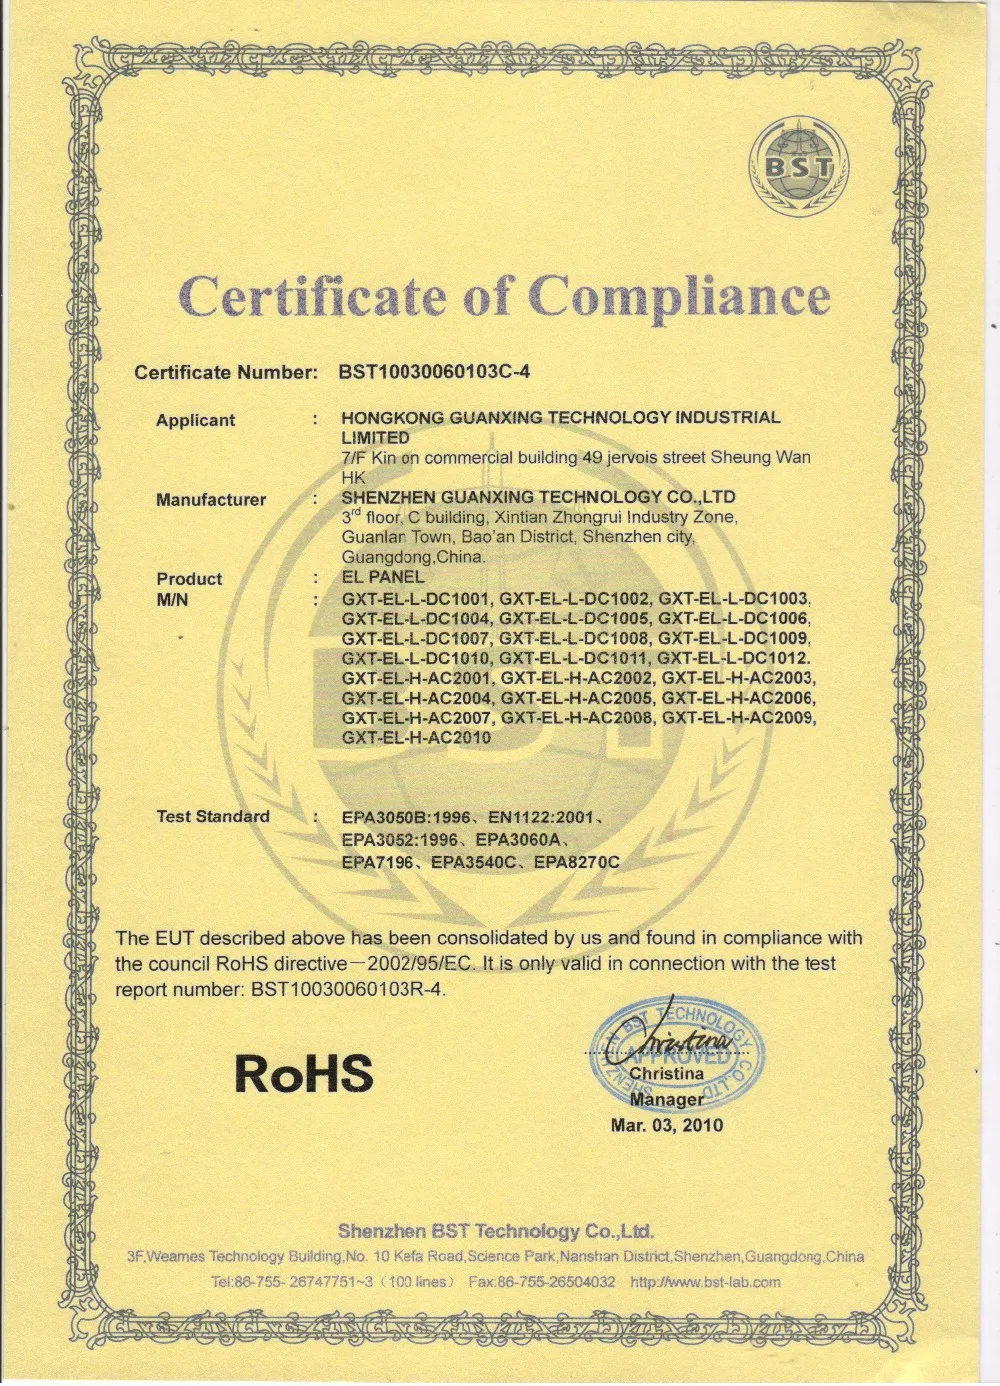 BST
Certificate of Compliance
Certificate Number: BST10030060103C-4
Applicant : HONGKONG GUANXING TECHNOLOGY INDUSTRIAL
LIMITED
7/F Kin on commercial building 49 jervois street Sheung Wan
HK
Manufacturer : SHENZHEN GUANXING TECHNOLOGY CO.,LTD
3rd floor, C building, Xintian Zhongrui Industry Zone,
Guanlan Town, Bao'an District, Shenzhen city,
Guangdong,China.
Product : EL PANEL
M/N : GXT-EL-L-DC1001, GXT-EL-L-DC1002, GXT-EL-L-DC1003,
GXT-EL-L-DC1004, GXT-EL-L-DC1005, GXT-EL-L-DC1006,
GXT-EL-L-DC1007, GXT-EL-L-DC1008, GXT-EL-L-DC1009,
GXT-EL-L-DC1010, GXT-EL-L-DC1011, GXT-EL-L-DC1012.
GXT-EL-H-AC2001, GXT-EL-H-AC2002, GXT-EL-H-AC2003,
GXT-EL-H-AC2004, GXT-EL-H-AC2005, GXT-EL-H-AC2006,
GXT-EL-H-AC2007, GXT-EL-H-AC2008, GXT-EL-H-AC2009,
GXT-EL-H-AC2010
BST
Test Standard : EPA3050B:1996、EN1122:2001、
EPA3052:1996、EPA3060A、
EPA7196、EPA3540C、EPA8270C
The EUT described above has been consolidated by us and found in compliance with
the council RoHS directive—2002/95/EC. It is only valid in connection with the test
report number: BST10030060103R-4.
RoHS
SHENZHEN BST TECHNOLOGY CO.,LTD
Christina
APPROVED
Christina
Manager
Mar. 03, 2010
Shenzhen BST Technology Co.,Ltd.
3F,Weames Technology Building,No. 10 Kefa Road,Science Park,Nanshan District,Shenzhen,Guangdong,China
Tel:86-755- 26747751~3（100 lines） Fax:86-755-26504032 http://www.bst-lab.com